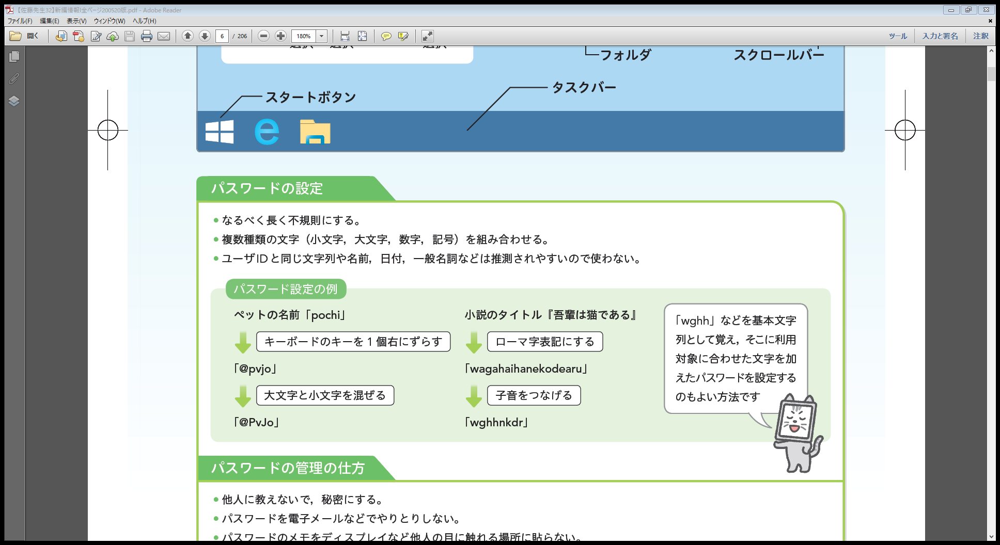 【佐藤先生32】新編情報Ⅰ全ページ200520版.pdf - Adobe Reader
ファイル(F) 編集(E) 表示(V) ウィンドウ(W) ヘルプ(H)
開く 6 / 206 180% ツール 入力と署名 注釈
選択 選択 選択
フォルダ スクロールバー
タスクバー
スタートボタン
パスワードの設定
●なるべく長く不規則にする。
●複数種類の文字（小文字，大文字，数字，記号）を組み合わせる。
●ユーザIDと同じ文字列や名前，日付，一般名詞などは推測されやすいので使わない。
パスワード設定の例
ペットの名前「pochi」
キーボードのキーを1個右にずらす
「@pvjo」
大文字と小文字を混ぜる
「@PvJo」
小説のタイトル『吾輩は猫である』
ローマ字表記にする
「wagahaihanekodearu」
子音をつなげる
「wghhnkdr」
「wghh」などを基本文字
列として覚え，そこに利用
対象に合わせた文字を加
えたパスワードを設定する
のもよい方法です
パスワードの管理の仕方
●他人に教えないで，秘密にする。
●パスワードを電子メールなどでやりとりしない。
●パスワードのメモをディスプレイなど他人の目に触れる場所に貼らない。